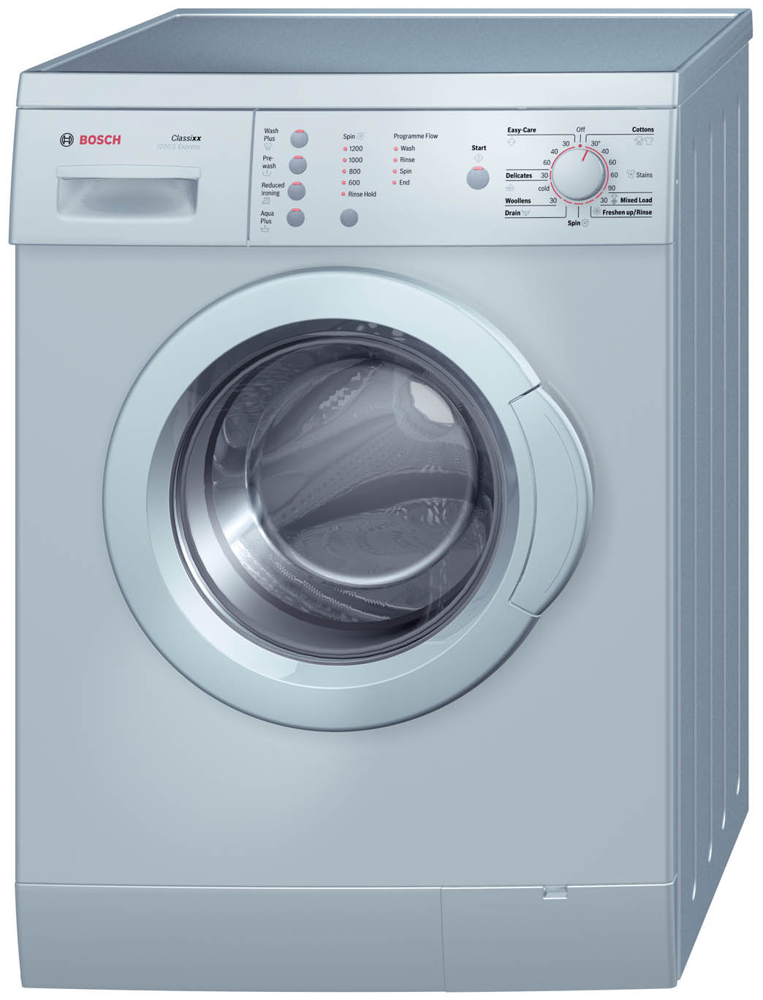 BOSCH
Classixx
1200 S Express
Wash
Plus
Pre-
wash
Reduced
Ironing
Aqua
Plus
Spin
1200
1000
800
600
Rinse Hold
Programme Flow
Wash
Rinse
Spin
End
Start
Easy-Care
Off
Cottons
30
30°
40
40
60
60
Delicates 30
60 Stains
cold
90
Woollens 30
30 Mixed Load
Drain
Freshen up/Rinse
Spin